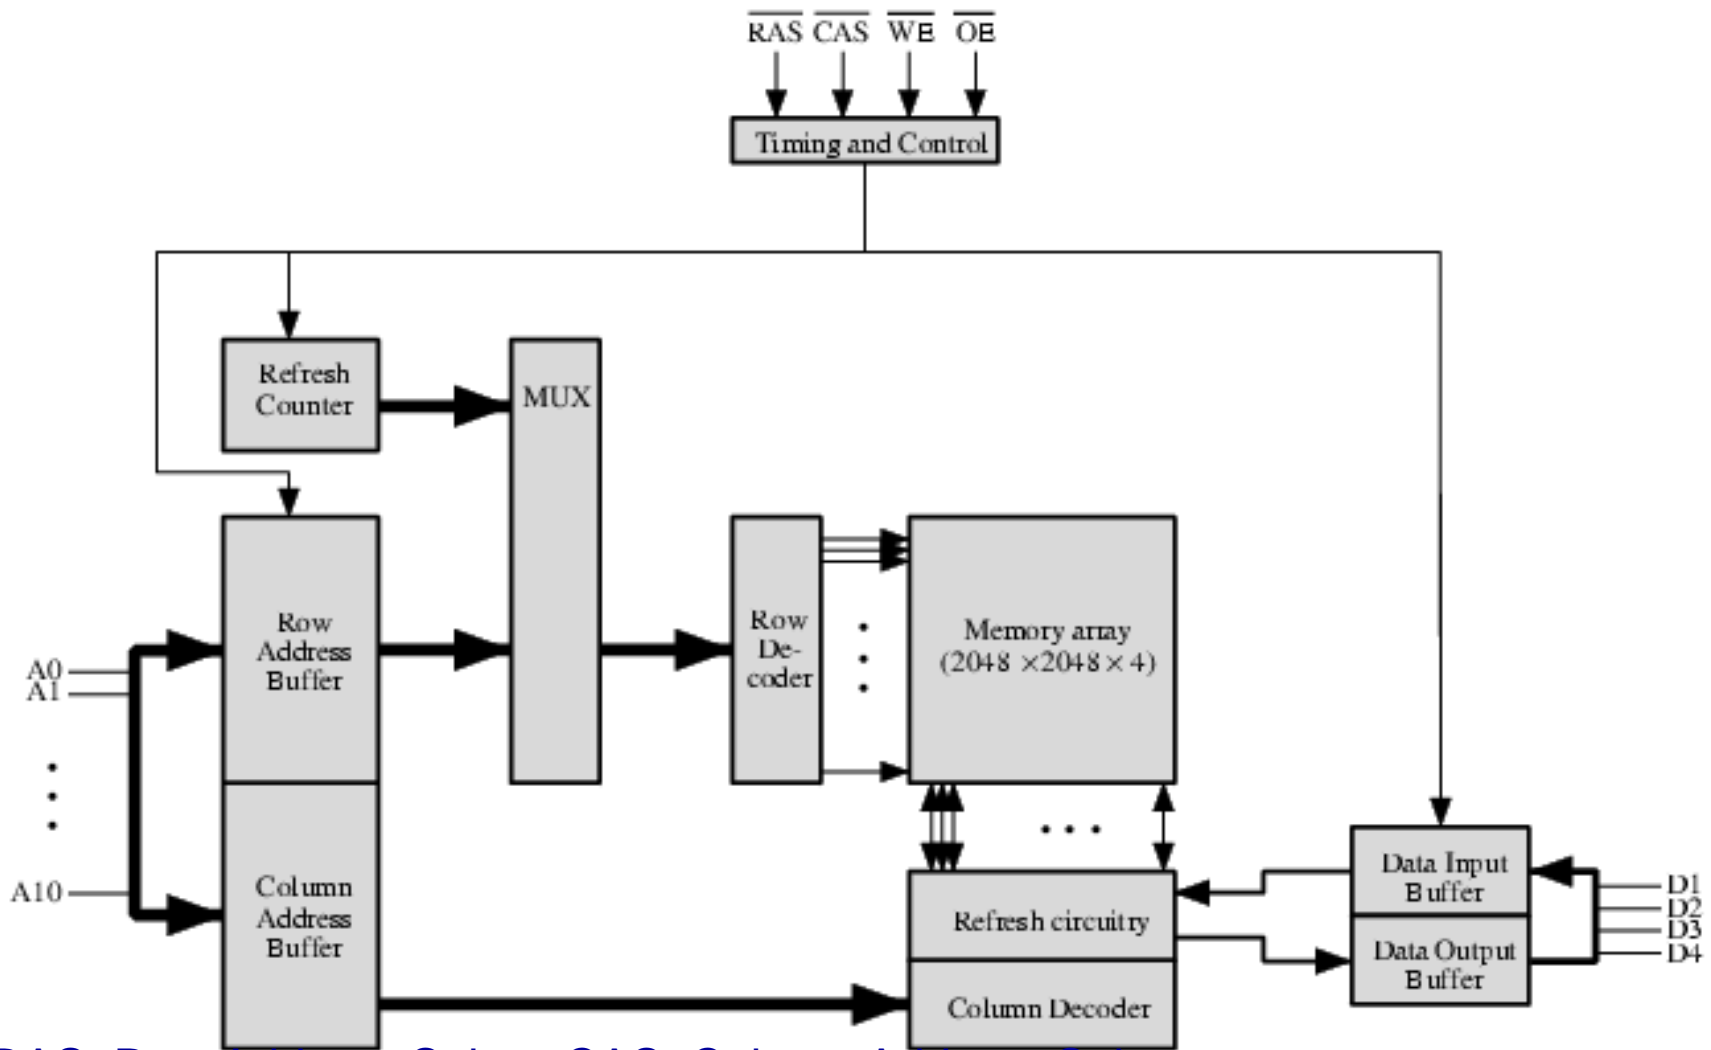 RAS CAS WE OE
Timing and Control
Refresh
Counter
MUX
Row
Address
Buffer
Row
De-
coder
Memory array
(2048 ×2048× 4)
A0
A1
A10
Column
Address
Buffer
Refresh circuitry
Column Decoder
Data Input
Buffer
Data Output
Buffer
D1
D2
D3
D4